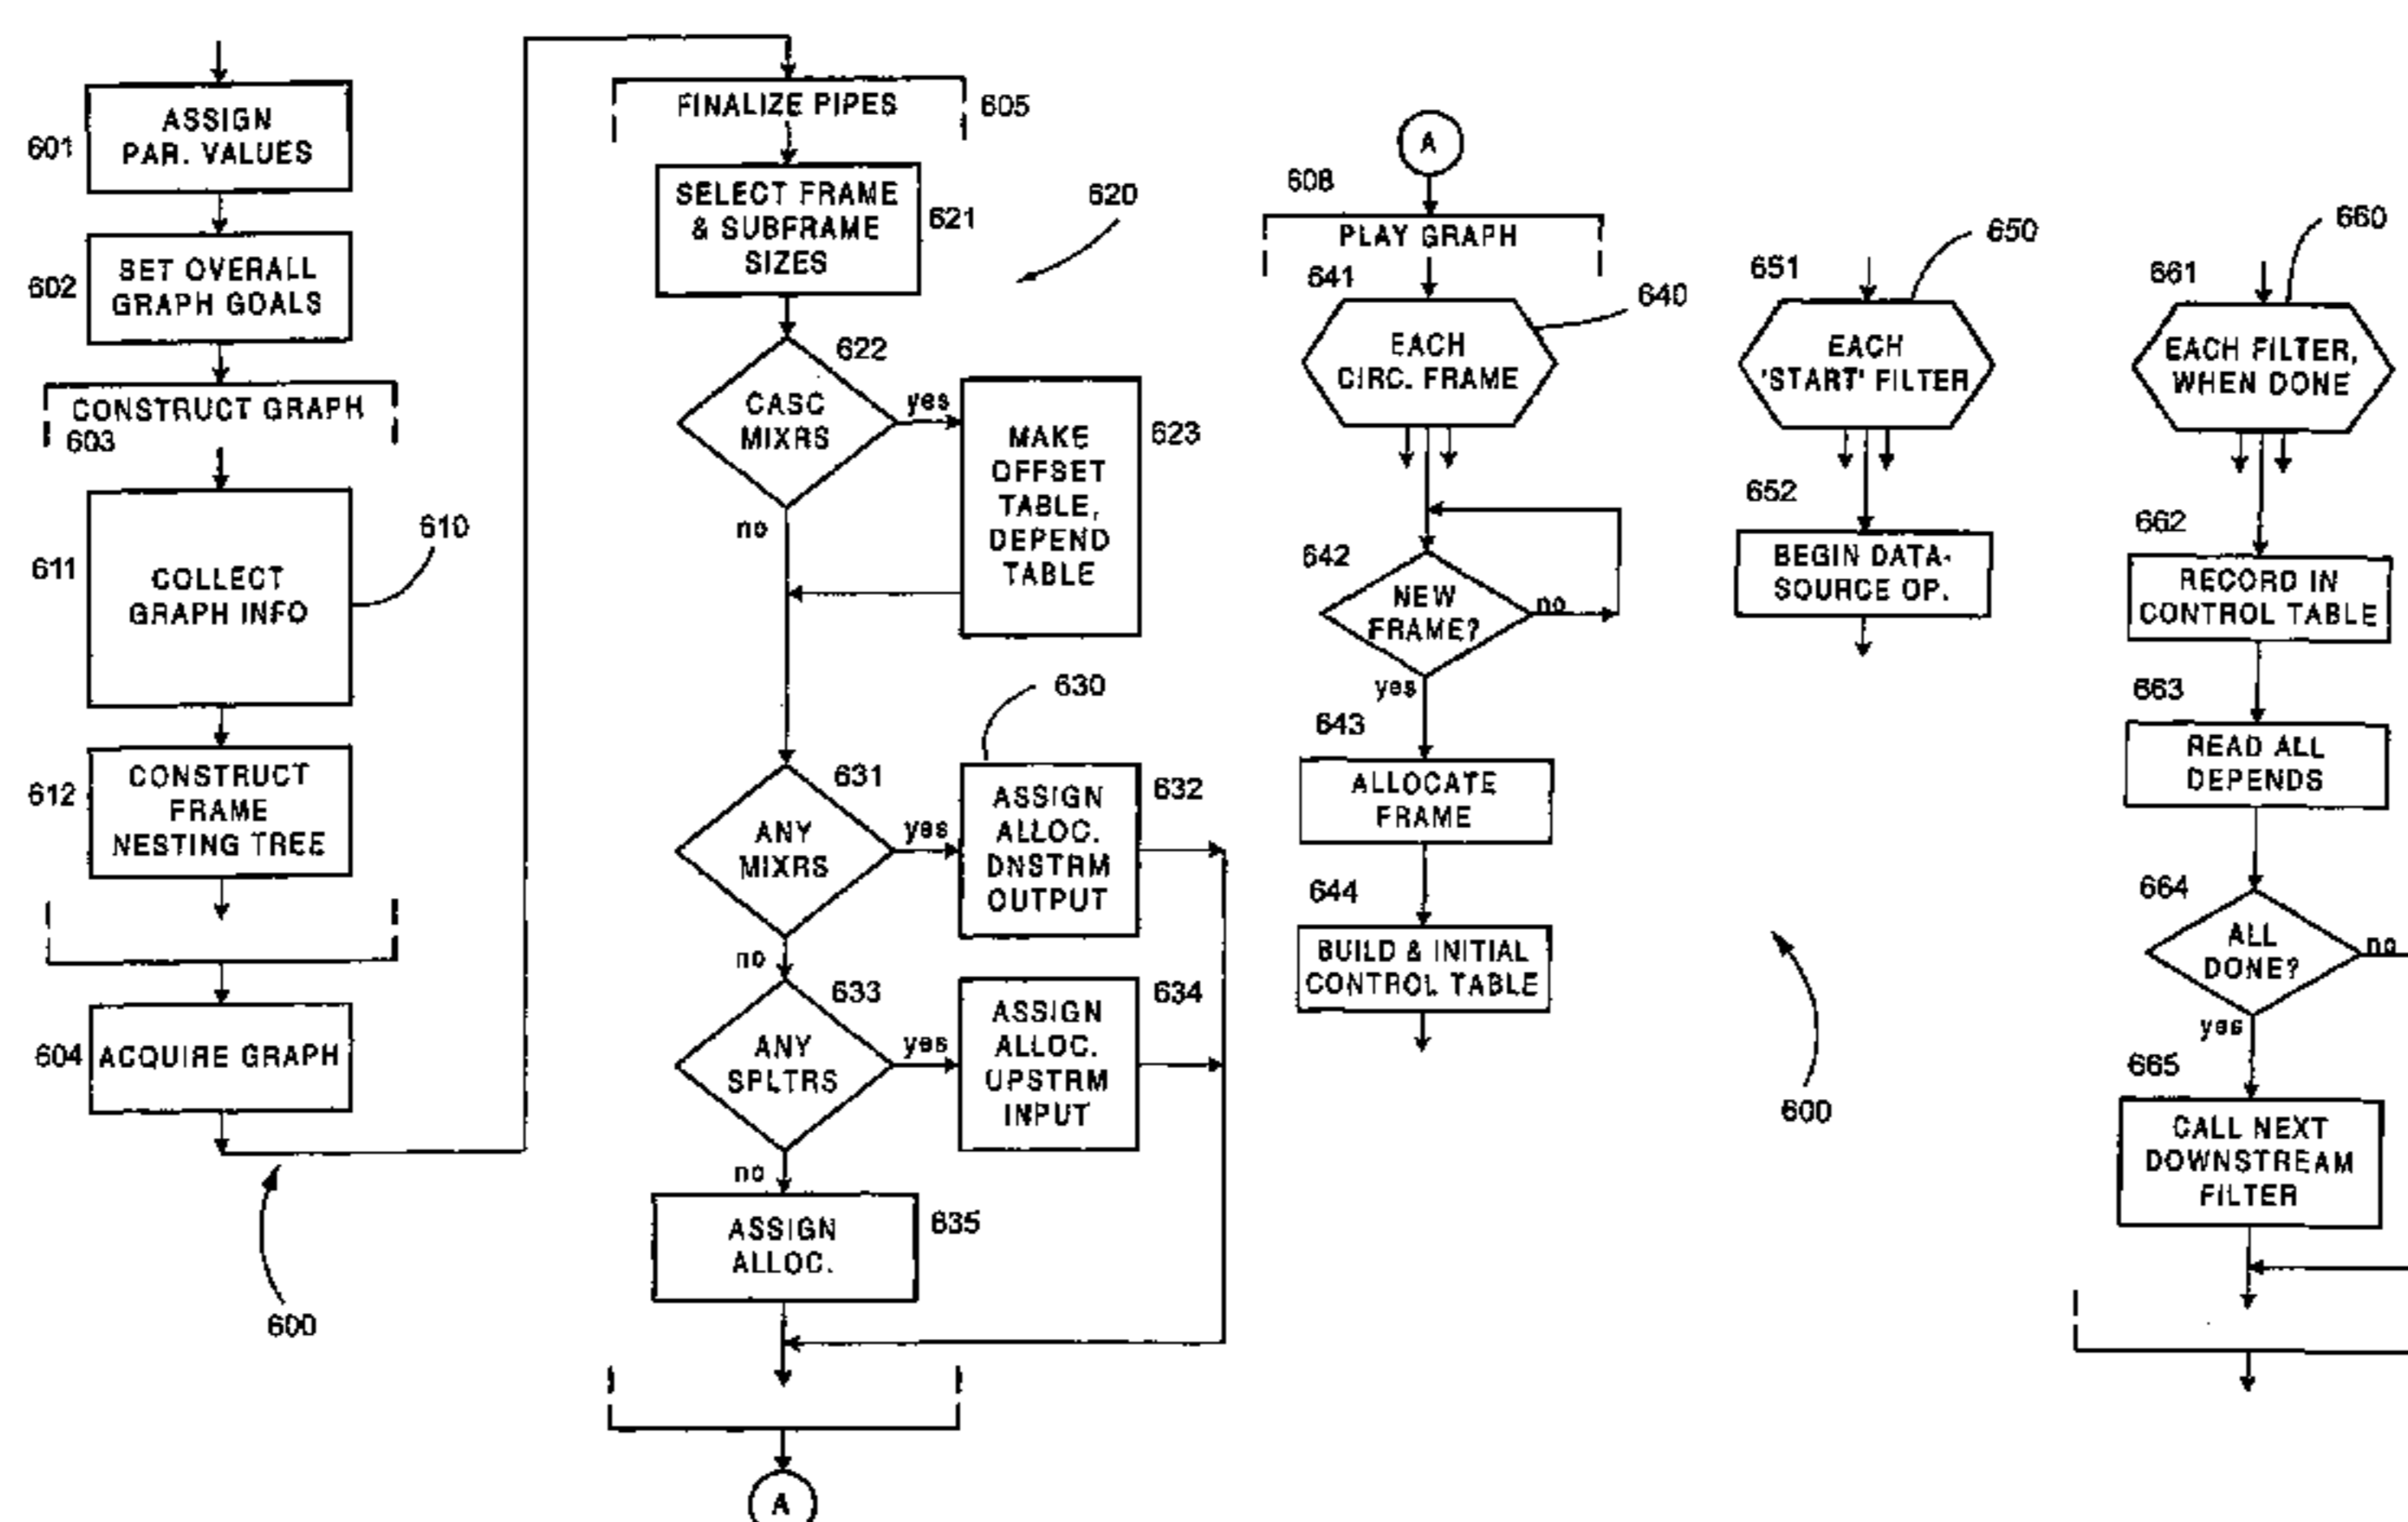 601
ASSIGN
PAR. VALUES
602
SET OVERALL
GRAPH GOALS
CONSTRUCT GRAPH
603
611
COLLECT
GRAPH INFO
610
612
CONSTRUCT
FRAME
NESTING TREE
604
ACQUIRE GRAPH
600
FINALIZE PIPES
605
SELECT FRAME
& SUBFRAME
SIZES
621
620
622
CASC
MIXRS
yes
no
MAKE
OFFSET
TABLE,
DEPEND
TABLE
623
630
631
ANY
MIXRS
yes
no
ASSIGN
ALLOC.
DNSTRM
OUTPUT
632
633
ANY
SPLTRS
yes
no
ASSIGN
ALLOC.
UPSTRM
INPUT
634
ASSIGN
ALLOC.
635
A
A
608
PLAY GRAPH
641
EACH
CIRC. FRAME
640
642
NEW
FRAME?
no
yes
643
ALLOCATE
FRAME
644
BUILD & INITIAL
CONTROL TABLE
651
650
EACH
'START' FILTER
652
BEGIN DATA-
SOURCE OP.
600
661
660
EACH FILTER,
WHEN DONE
662
RECORD IN
CONTROL TABLE
663
READ ALL
DEPENDS
664
ALL
DONE?
no
yes
665
CALL NEXT
DOWNSTREAM
FILTER